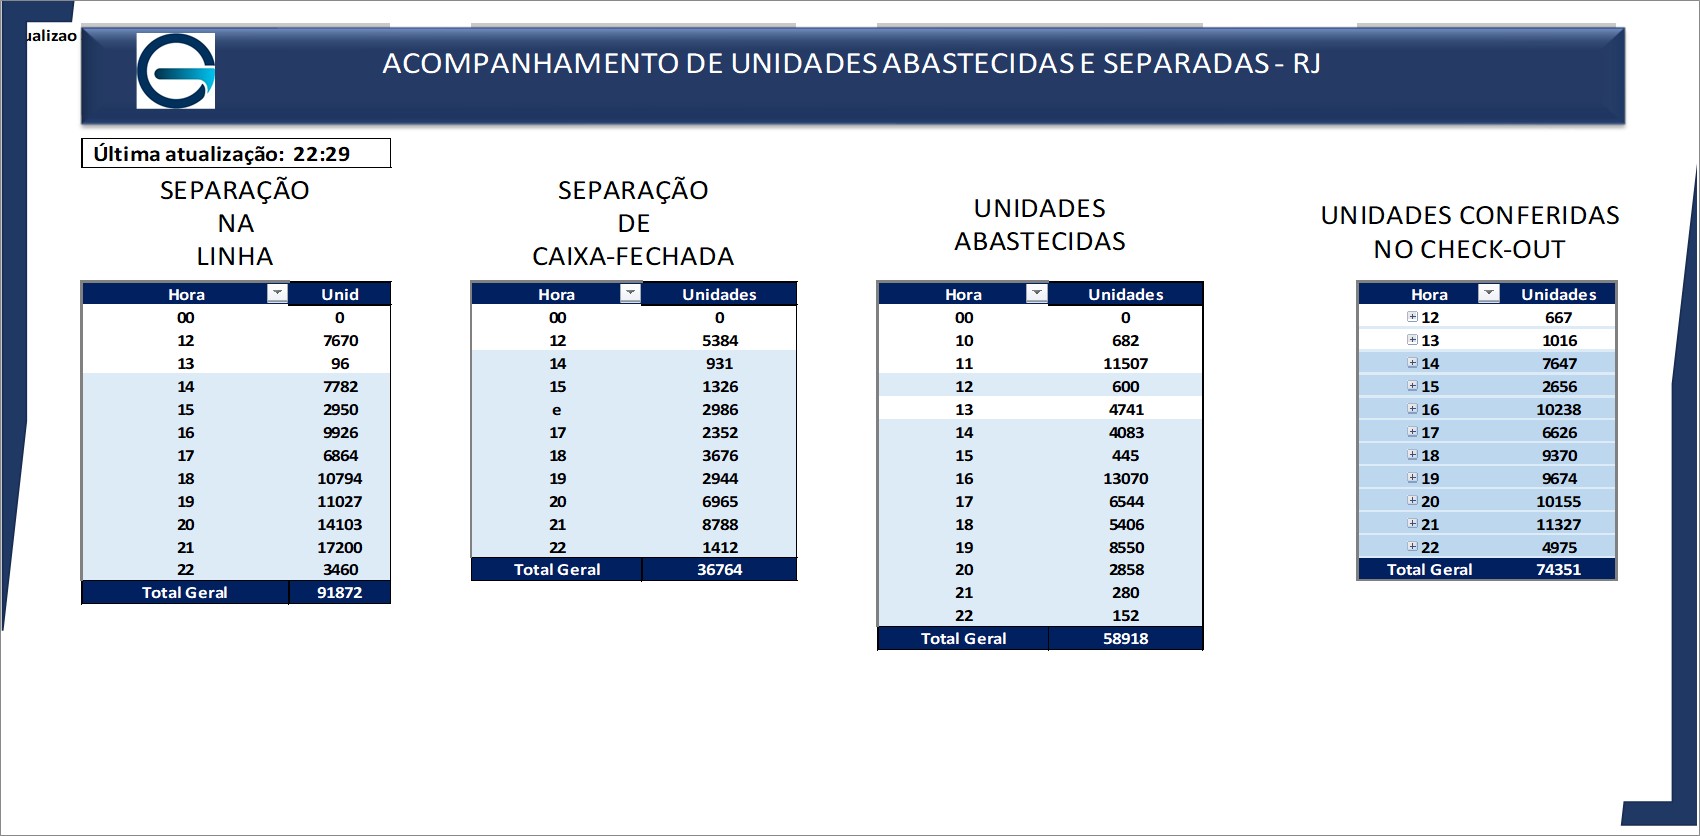 ualizao
ACOMPANHAMENTO DE UNIDADES ABASTECIDAS E SEPARADAS - RJ
Última atualização: 22:29
SEPARAÇÃO
NA
LINHA
Hora Unid
00 0
12 7670
13 96
14 7782
15 2950
16 9926
17 6864
18 10794
19 11027
20 14103
21 17200
22 3460
Total Geral 91872
SEPARAÇÃO
DE
CAIXA-FECHADA
Hora Unidades
00 0
12 5384
14 931
15 1326
e 2986
17 2352
18 3676
19 2944
20 6965
21 8788
22 1412
Total Geral 36764
UNIDADES
ABASTECIDAS
Hora Unidades
00 0
10 682
11 11507
12 600
13 4741
14 4083
15 445
16 13070
17 6544
18 5406
19 8550
20 2858
21 280
22 152
Total Geral 58918
UNIDADES CONFERIDAS
NO CHECK-OUT
Hora Unidades
12 667
13 1016
14 7647
15 2656
16 10238
17 6626
18 9370
19 9674
20 10155
21 11327
22 4975
Total Geral 74351